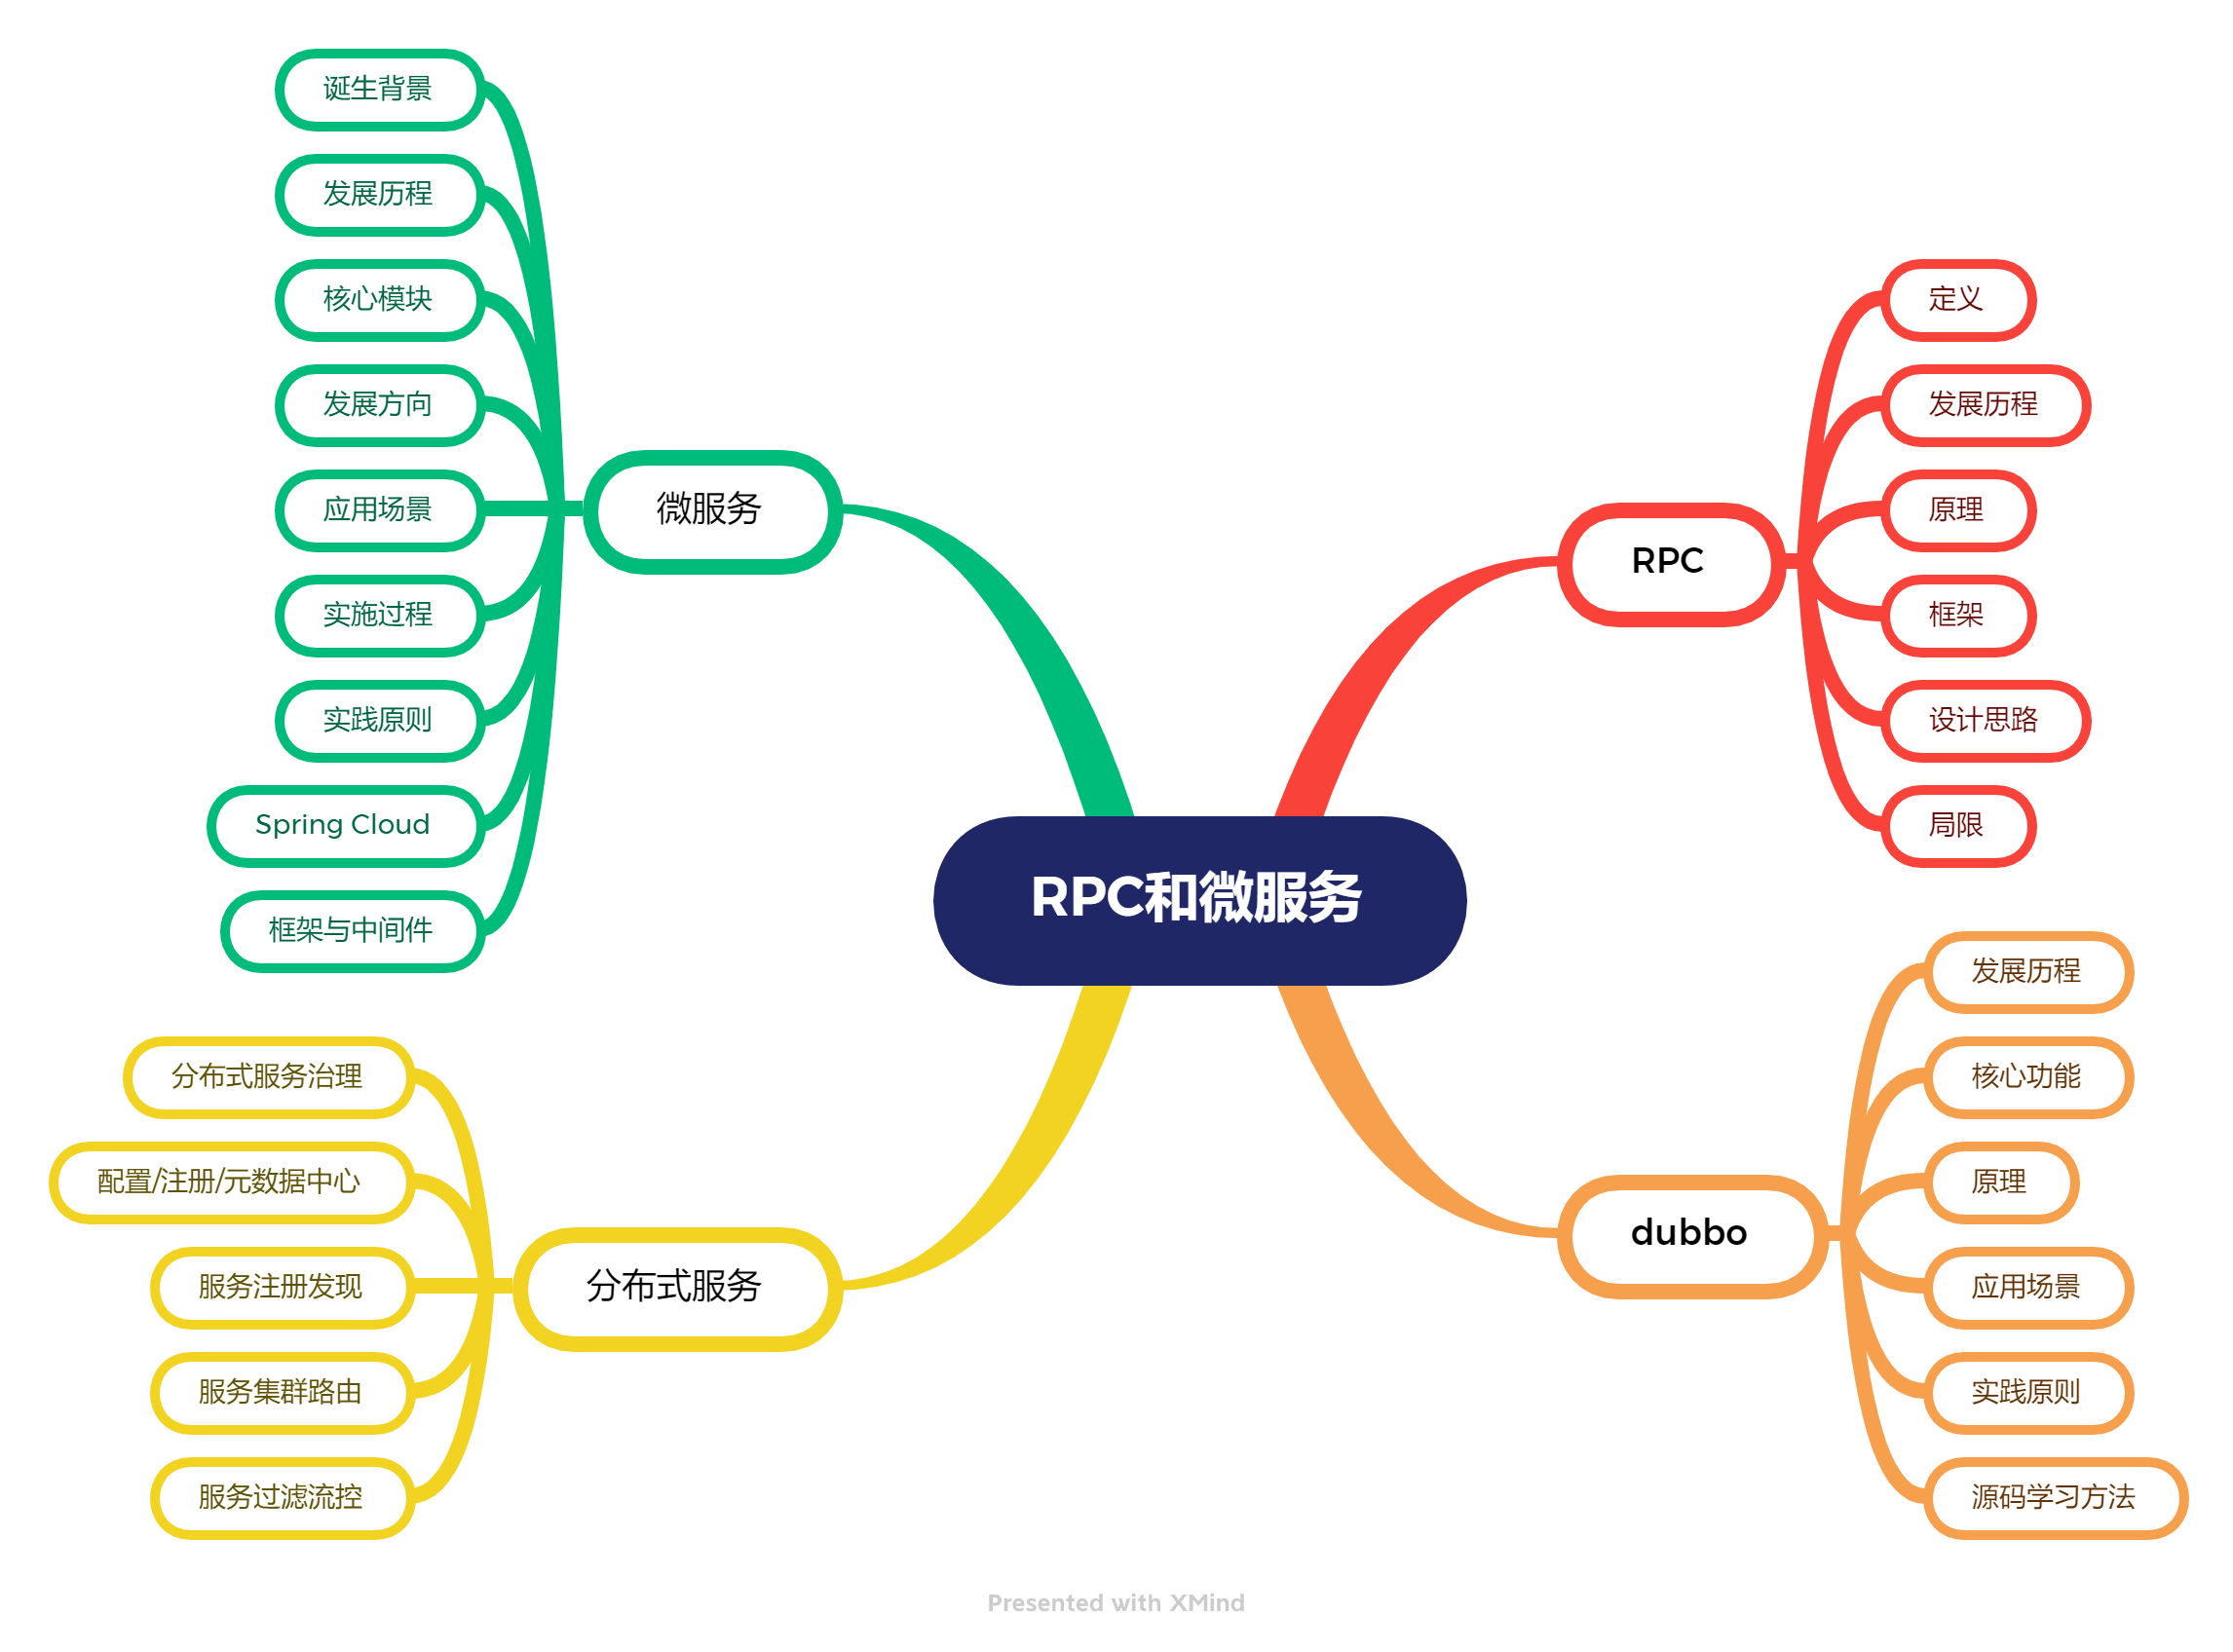 RPC和微服务
RPC
定义
发展历程
原理
框架
设计思路
局限
dubbo
发展历程
核心功能
原理
应用场景
实践原则
源码学习方法
分布式服务
分布式服务治理
配置/注册/元数据中心
服务注册发现
服务集群路由
服务过滤流控
微服务
诞生背景
发展历程
核心模块
发展方向
应用场景
实施过程
实践原则
Spring Cloud
框架与中间件
Presented with XMind